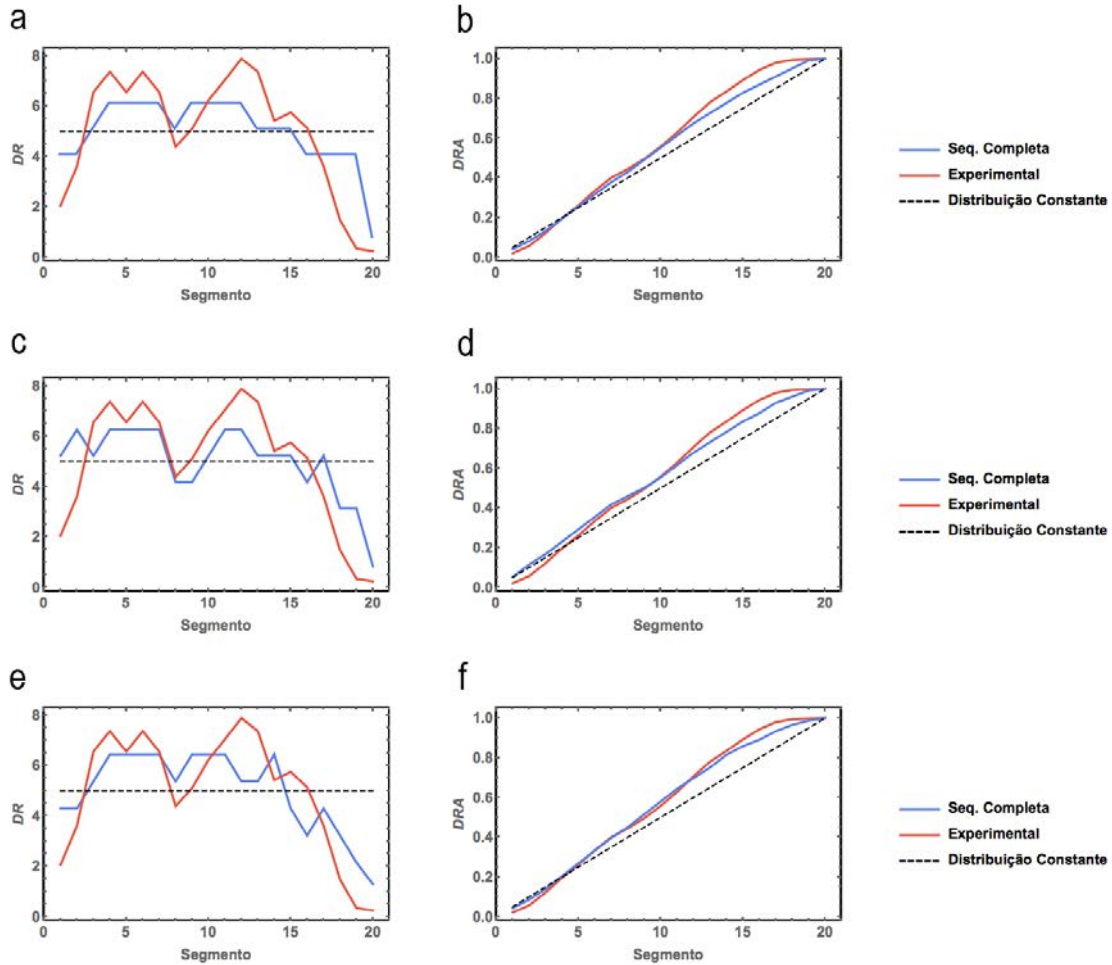 a
8
6
4
2
0
DR
0 5 10 15 20
Segmento
b
1.0
0.8
0.6
0.4
0.2
0.0
DRA
0 5 10 15 20
Segmento
Seq. Completa
Experimental
Distribuição Constante
c
8
6
4
2
0
DR
0 5 10 15 20
Segmento
d
1.0
0.8
0.6
0.4
0.2
0.0
DRA
0 5 10 15 20
Segmento
Seq. Completa
Experimental
Distribuição Constante
e
8
6
4
2
0
DR
0 5 10 15 20
Segmento
f
1.0
0.8
0.6
0.4
0.2
0.0
DRA
0 5 10 15 20
Segmento
Seq. Completa
Experimental
Distribuição Constante